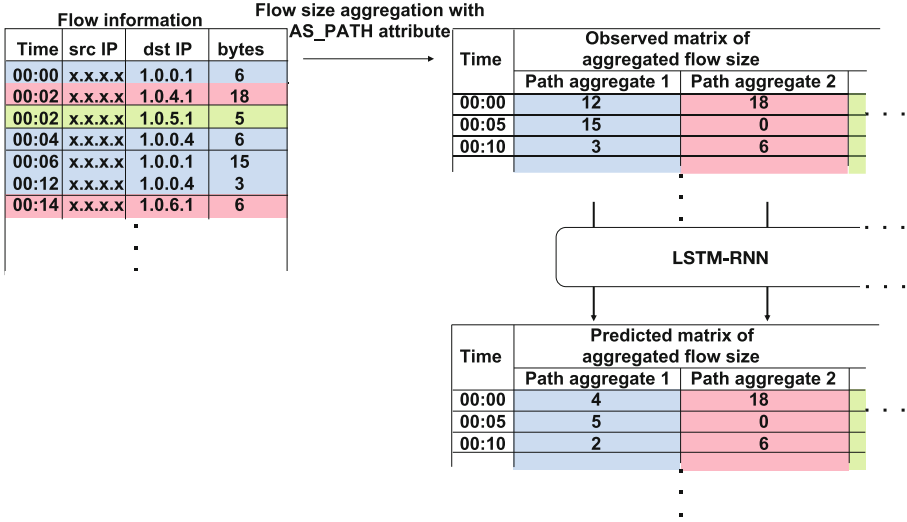 Flow information
Time src IP dst IP bytes
00:00 x.x.x.x 1.0.0.1 6
00:02 x.x.x.x 1.0.4.1 18
00:02 x.x.x.x 1.0.5.1 5
00:04 x.x.x.x 1.0.0.4 6
00:06 x.x.x.x 1.0.0.1 15
00:12 x.x.x.x 1.0.0.4 3
00:14 x.x.x.x 1.0.6.1 6
Flow size aggregation with
AS_PATH attribute
Time
Observed matrix of
aggregated flow size
Path aggregate 1 Path aggregate 2
00:00 12 18
00:05 15 0
00:10 3 6
LSTM-RNN
Time
Predicted matrix of
aggregated flow size
Path aggregate 1 Path aggregate 2
00:00 4 18
00:05 5 0
00:10 2 6